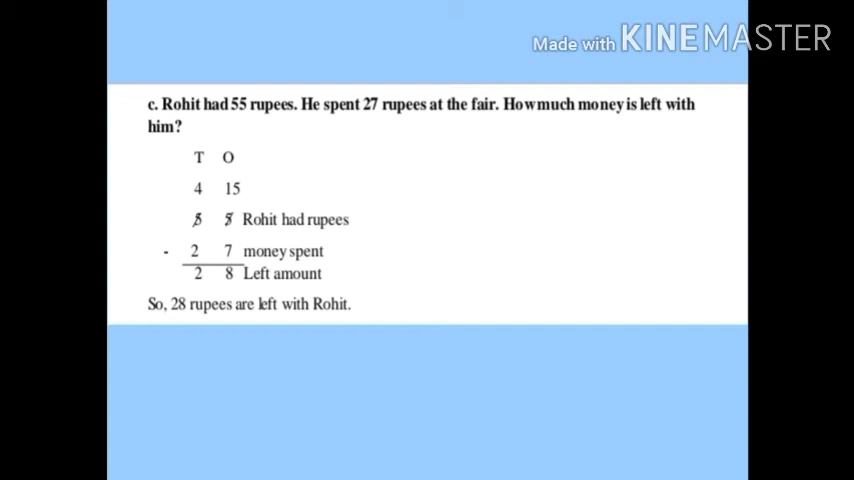 Made with KINEMASTER
c. Rohit had 55 rupees. He spent 27 rupees at the fair. How much money is left with
him?
T O
4 15
5 5 Rohit had rupees
- 2 7 money spent
2 8 Left amount
So, 28 rupees are left with Rohit.